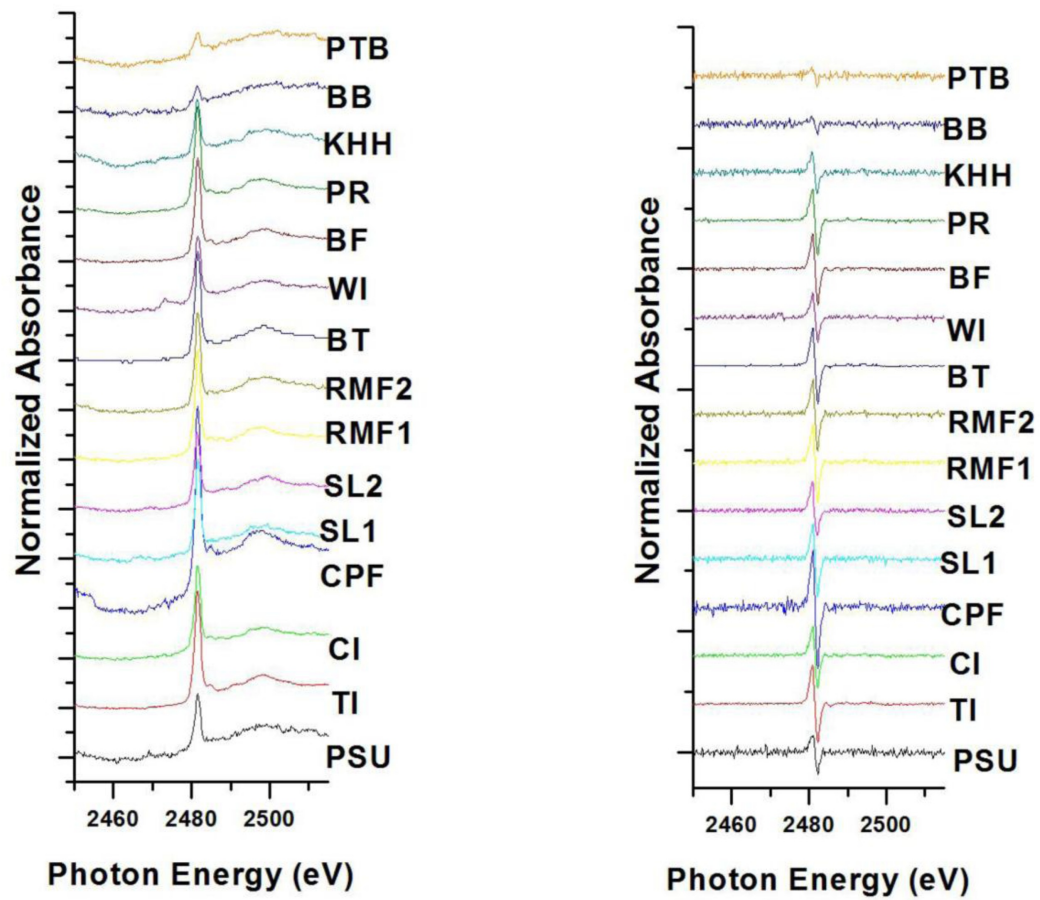 Normalized Absorbance
PTB
BB
KHH
PR
BF
WI
BT
RMF2
RMF1
SL2
SL1
CPF
CI
TI
PSU
2460 2480 2500
Photon Energy (eV)
Normalized Absorbance
PTB
BB
KHH
PR
BF
WI
BT
RMF2
RMF1
SL2
SL1
CPF
CI
TI
PSU
2460 2480 2500
Photon Energy (eV)